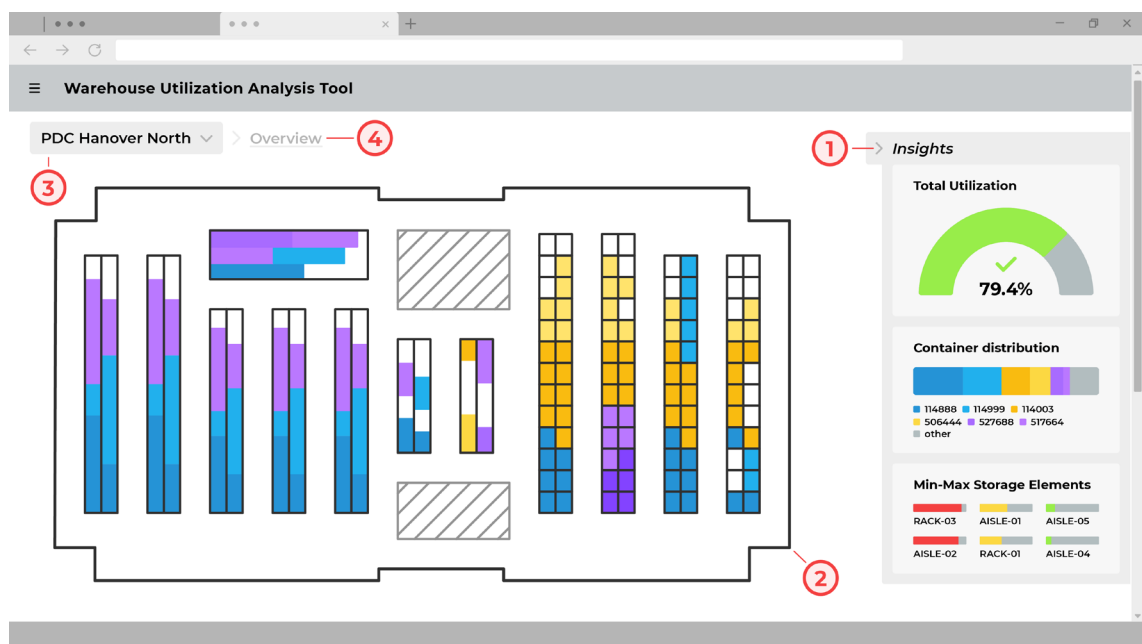 Warehouse Utilization Analysis Tool
PDC Hanover North
Overview
4
3
1
Insights
Total Utilization
79.4%
Container distribution
114888 114999 114003
506444 527688 517664
other
Min-Max Storage Elements
RACK-03 AISLE-01 AISLE-05
AISLE-02 RACK-01 AISLE-04
2